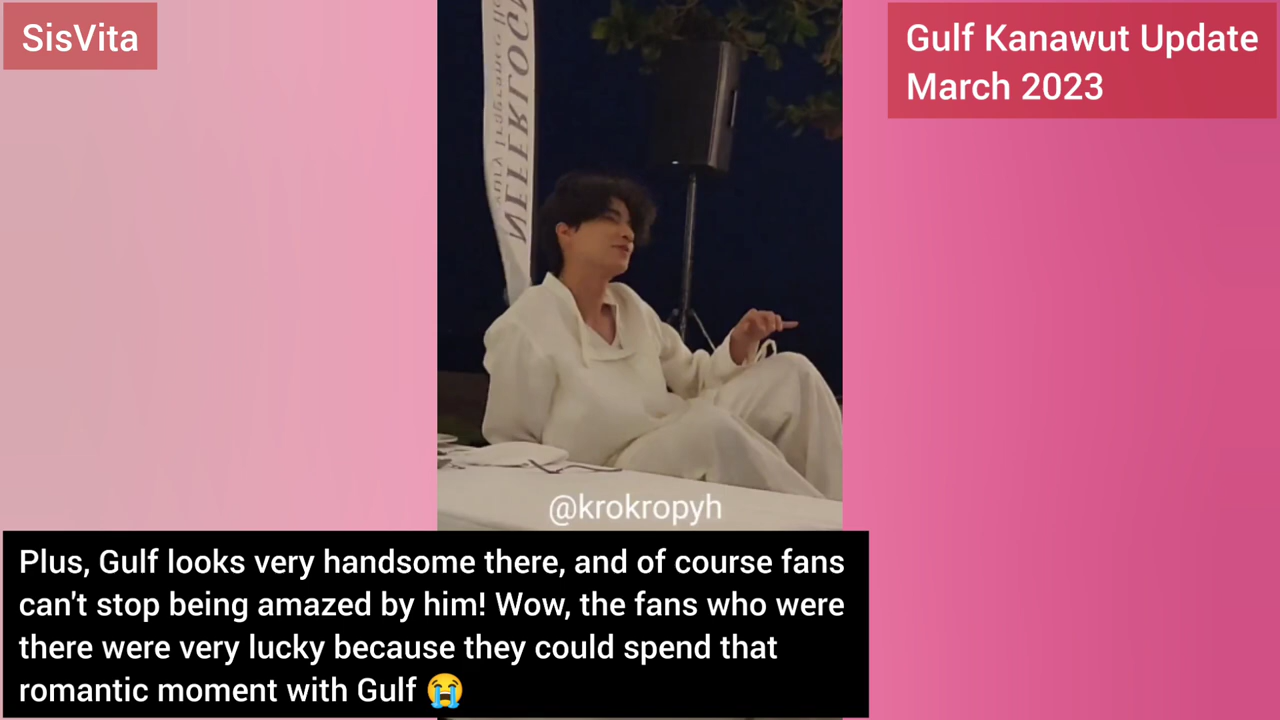 SisVita
Gulf Kanawut Update
March 2023
@krokropyh
Plus, Gulf looks very handsome there, and of course fans
can't stop being amazed by him! Wow, the fans who were
there were very lucky because they could spend that
romantic moment with Gulf 😭